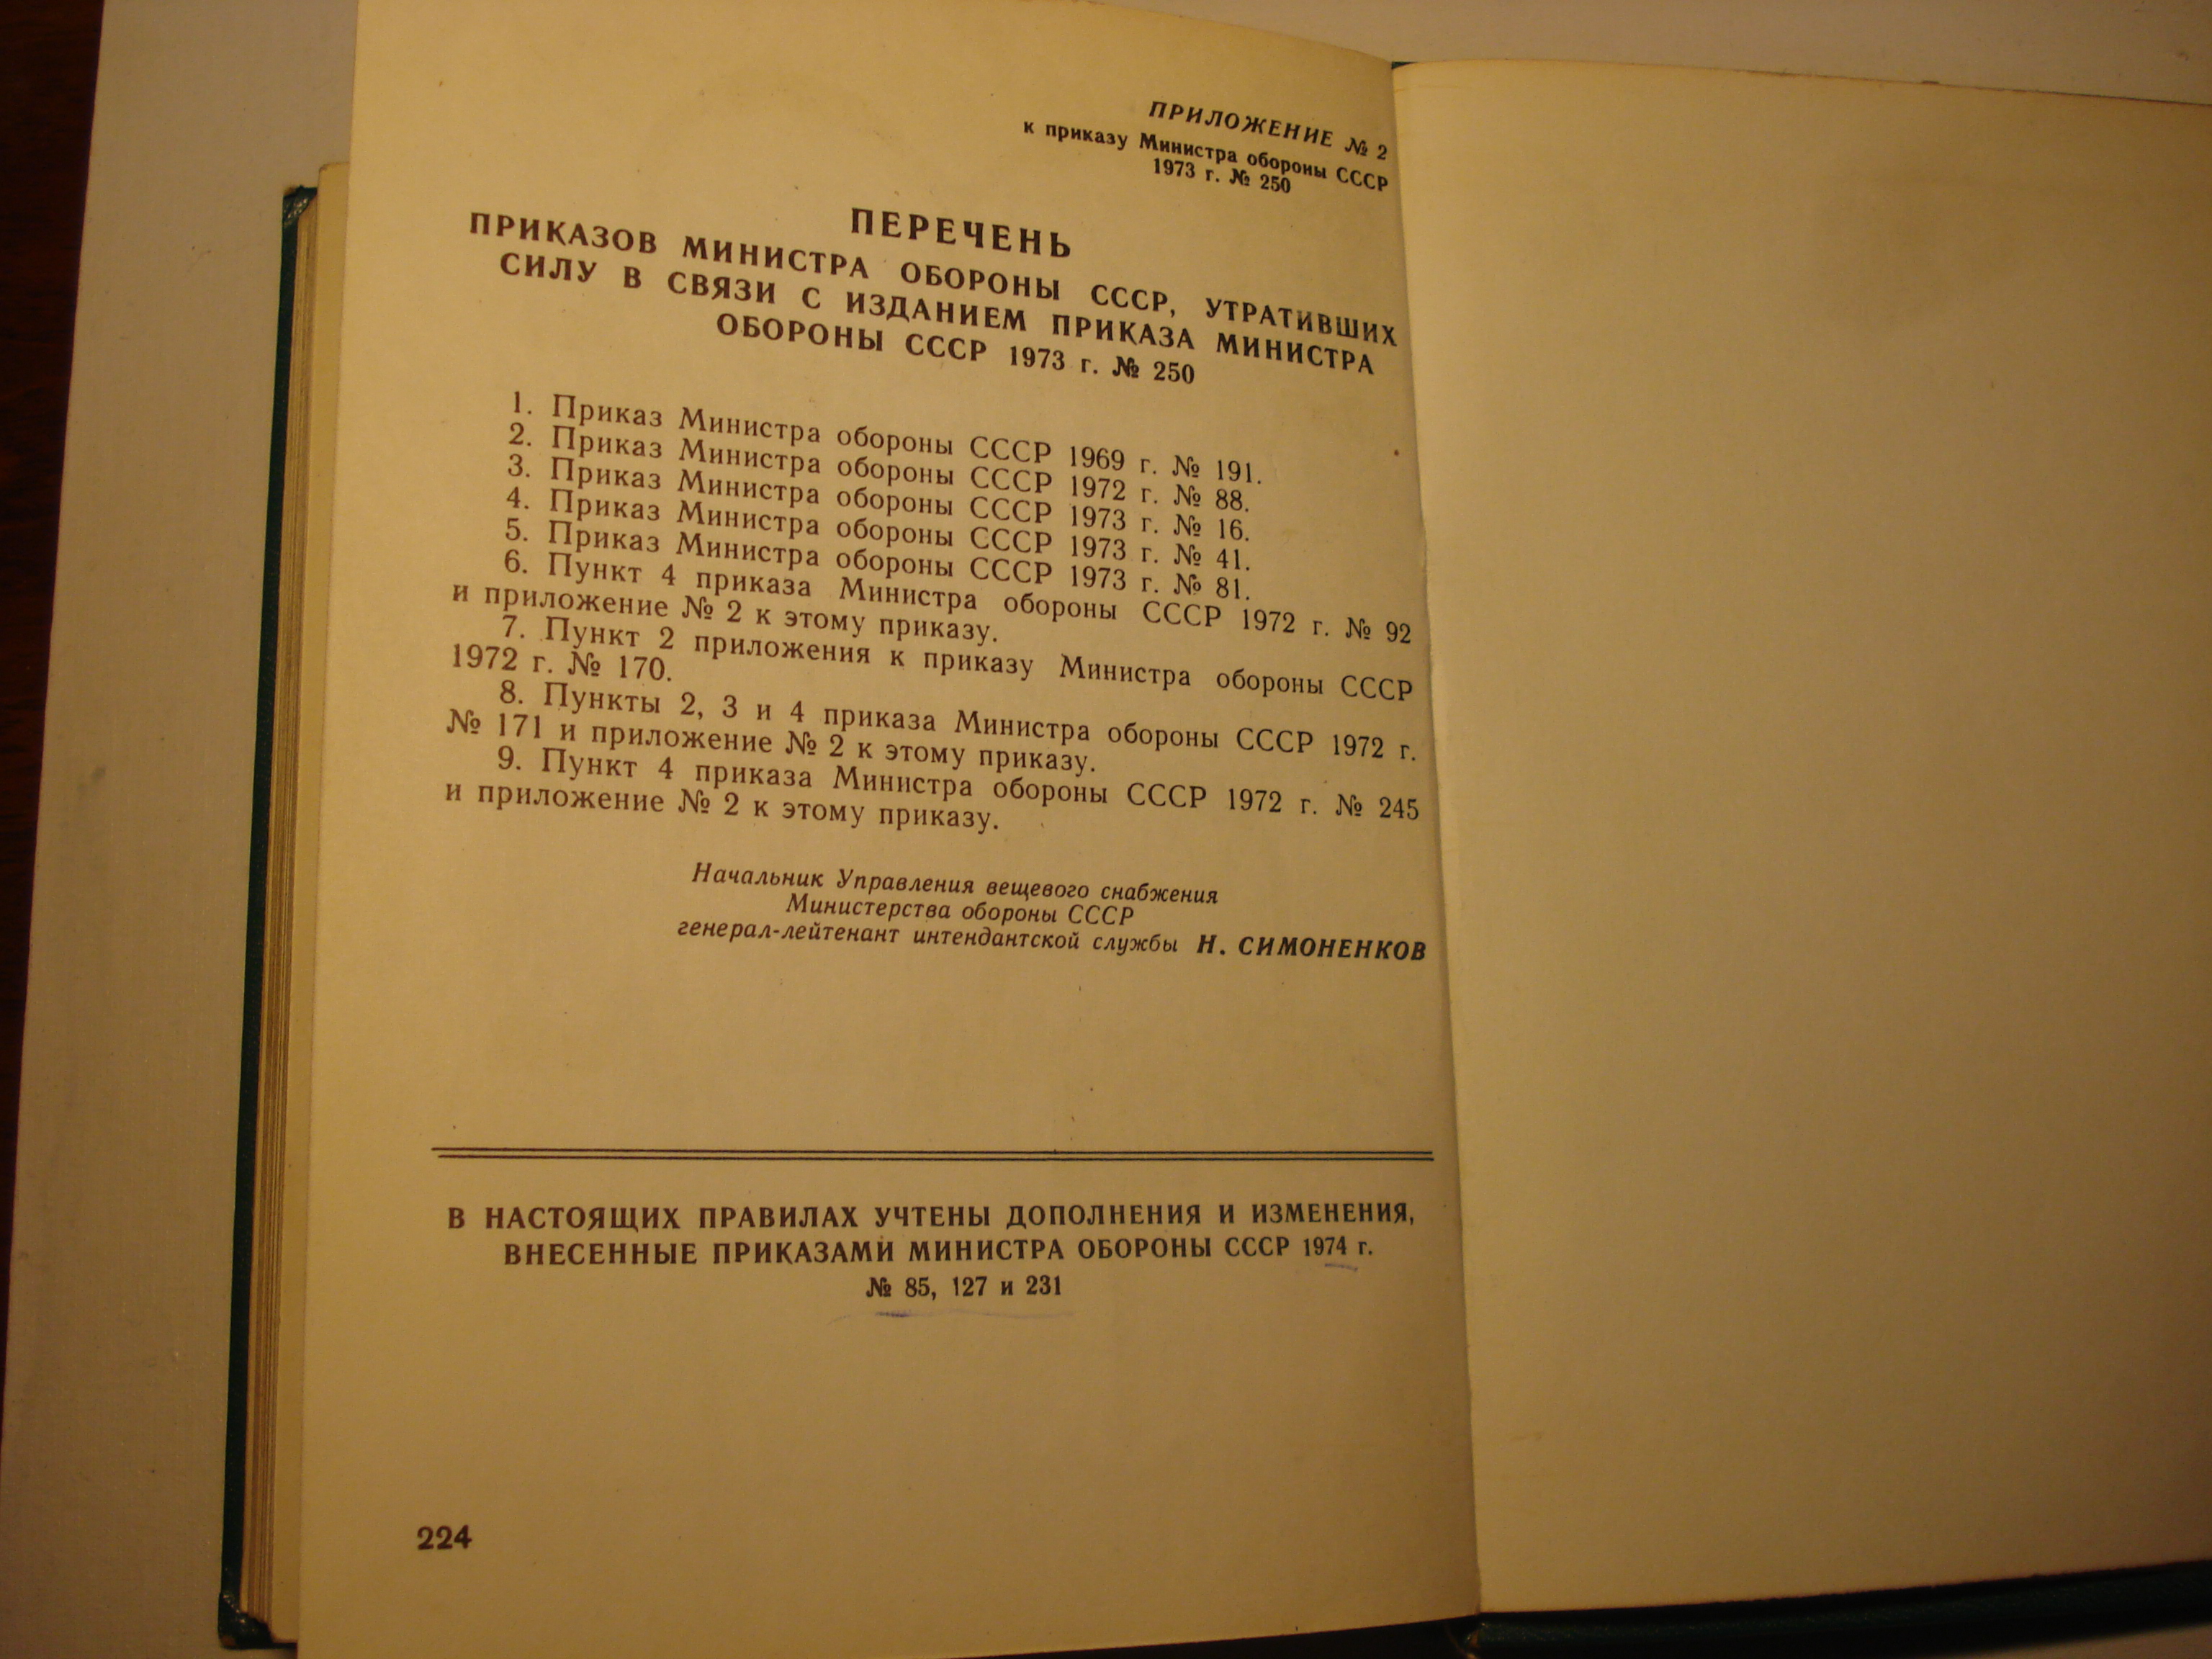 ПРИЛОЖЕНИЕ № 2
к приказу Министра обороны СССР
1973 г. № 250
ПЕРЕЧЕНЬ
ПРИКАЗОВ МИНИСТРА ОБОРОНЫ СССР, УТРАТИВШИХ
СИЛУ В СВЯЗИ С ИЗДАНИЕМ ПРИКАЗА МИНИСТРА
ОБОРОНЫ СССР 1973 г. № 250
1. Приказ Министра обороны СССР 1969 г. № 191.
2. Приказ Министра обороны СССР 1972 г. № 88.
3. Приказ Министра обороны СССР 1973 г. № 16.
4. Приказ Министра обороны СССР 1973 г. № 41.
5. Приказ Министра обороны СССР 1973 г. № 81.
6. Пункт 4 приказа Министра обороны СССР 1972 г. № 92
и приложение № 2 к этому приказу.
7. Пункт 2 приложения к приказу Министра обороны СССР
1972 г. № 170.
8. Пункты 2, 3 и 4 приказа Министра обороны СССР 1972 г.
№ 171 и приложение № 2 к этому приказу.
9. Пункт 4 приказа Министра обороны СССР 1972 г. № 245
и приложение № 2 к этому приказу.
Начальник Управления вещевого снабжения
Министерства обороны СССР
генерал-лейтенант интендантской службы Н. СИМОНЕНКОВ
В НАСТОЯЩИХ ПРАВИЛАХ УЧТЕНЫ ДОПОЛНЕНИЯ И ИЗМЕНЕНИЯ,
ВНЕСЕННЫЕ ПРИКАЗАМИ МИНИСТРА ОБОРОНЫ СССР 1974 г.
№ 85, 127 и 231
224